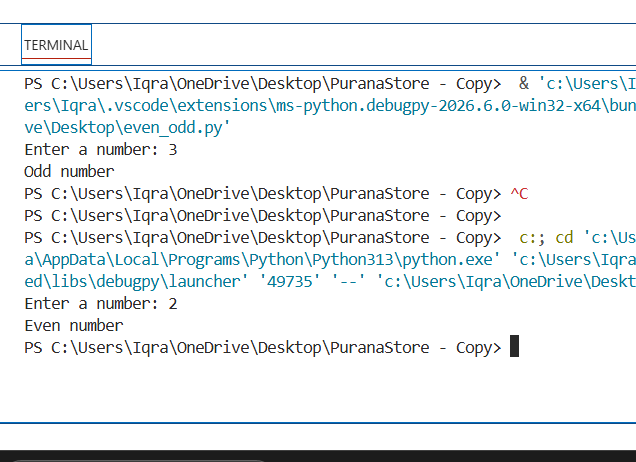 TERMINAL
PS C:\Users\Iqra\OneDrive\Desktop\PuranaStore - Copy>  & 'c:\Users\I
ers\Iqra\.vscode\extensions\ms-python.debugpy-2026.6.0-win32-x64\bun
ve\Desktop\even_odd.py'
Enter a number: 3
Odd number
PS C:\Users\Iqra\OneDrive\Desktop\PuranaStore - Copy> ^C
PS C:\Users\Iqra\OneDrive\Desktop\PuranaStore - Copy>
PS C:\Users\Iqra\OneDrive\Desktop\PuranaStore - Copy>  c:; cd 'c:\Us
a\AppData\Local\Programs\Python\Python313\python.exe' 'c:\Users\Iqra
ed\libs\debugpy\launcher' '49735' '--' 'c:\Users\Iqra\OneDrive\Deskt
Enter a number: 2
Even number
PS C:\Users\Iqra\OneDrive\Desktop\PuranaStore - Copy>